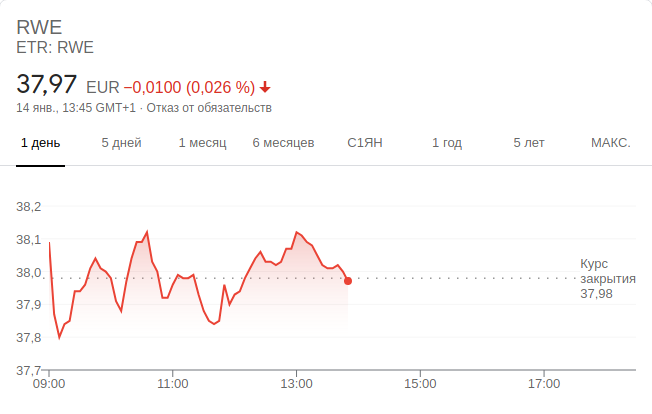 RWE
ETR: RWE
37,97 EUR −0,0100 (0,026 %)
14 янв., 13:45 GMT+1 · Отказ от обязательств
1 день 5 дней 1 месяц 6 месяцев С1ЯН 1 год 5 лет МАКС.
38,2
38,1
38,0
37,9
37,8
37,7
Курс
закрытия
37,98
09:00 11:00 13:00 15:00 17:00